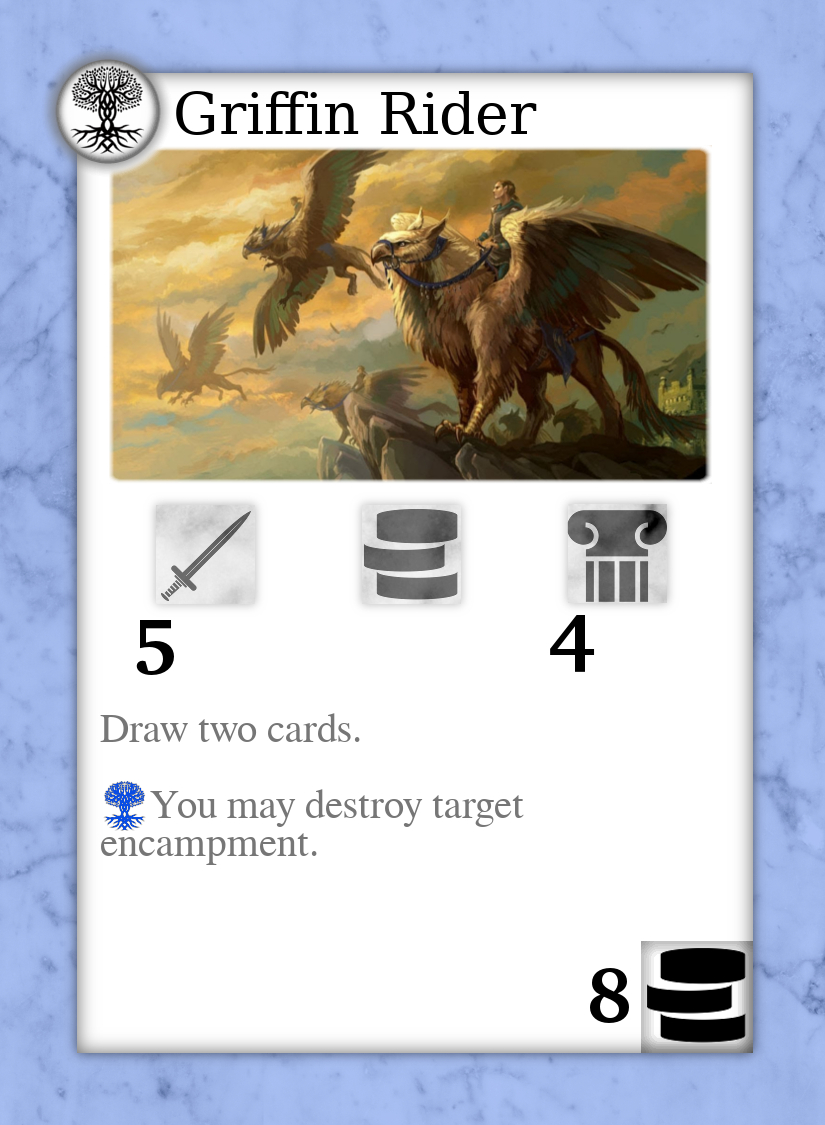 Griffin Rider
5 4
Draw two cards.
You may destroy target
encampment.
8